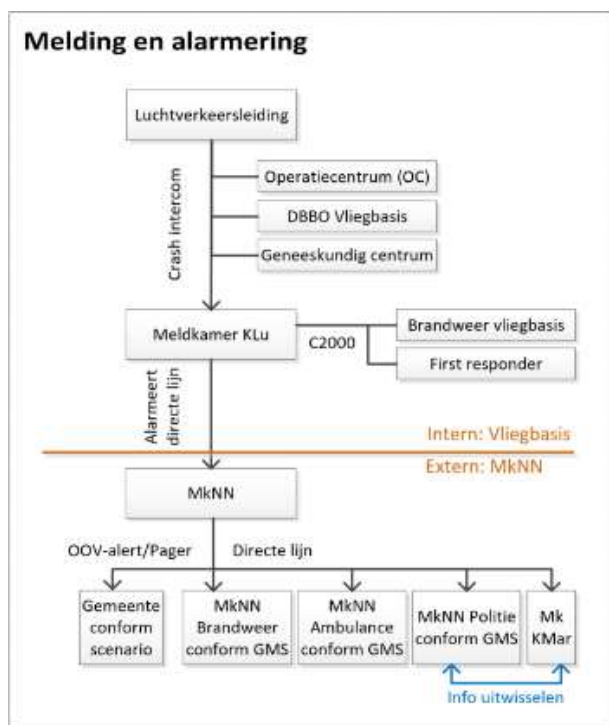 Melding en alarmering
Luchtverkeersleiding
Crash intercom
Operatiecentrum (OC)
DBBO Vliegbasis
Geneeskundig centrum
Meldkamer KLu
C2000
Brandweer vliegbasis
First responder
Alarmeert
directe lijn
Intern: Vliegbasis
Extern: MkNN
MkNN
OOV-alert/Pager
Directe lijn
Gemeente
conform
scenario
MkNN
Brandweer
conform GMS
MkNN
Ambulance
conform GMS
MkNN Politie
conform GMS
Mk
KMar
Info uitwisselen